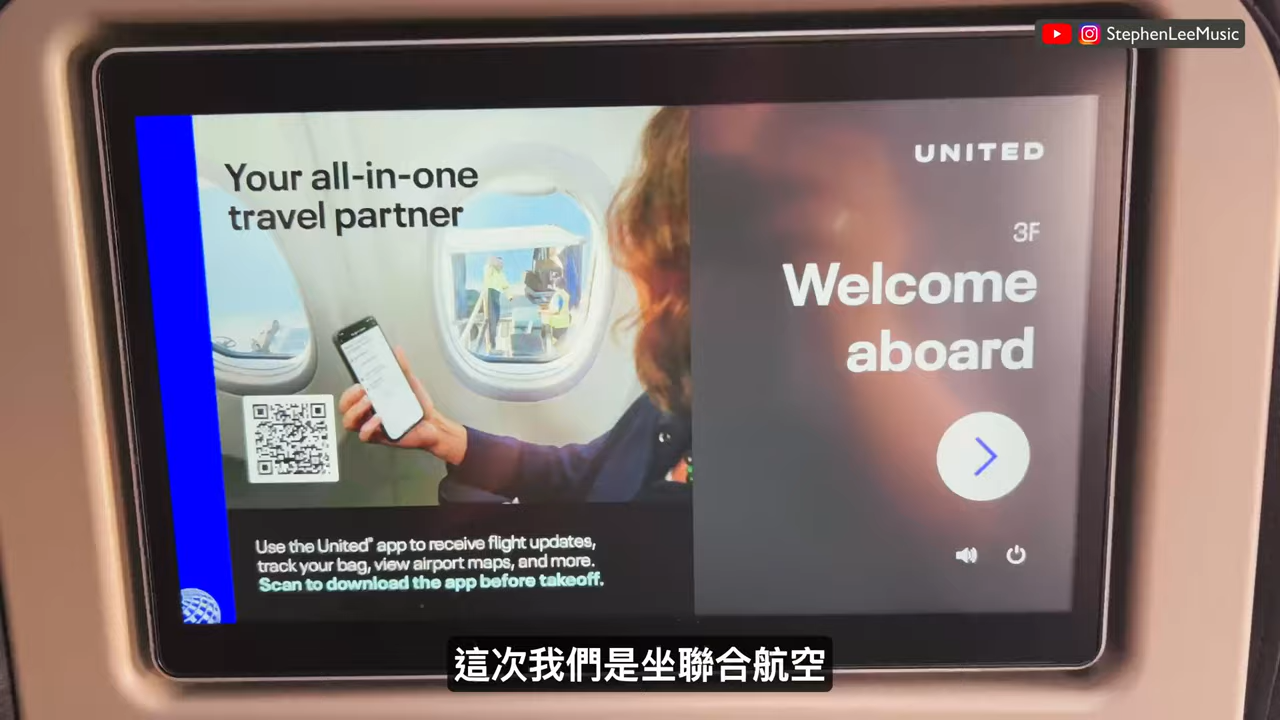 StephenLeeMusic
Your all-in-one
travel partner
UNITED
3F
Welcome
aboard
Use the United® app to receive flight updates,
track your bag, view airport maps, and more.
Scan to download the app before takeoff.
這次我們是坐聯合航空